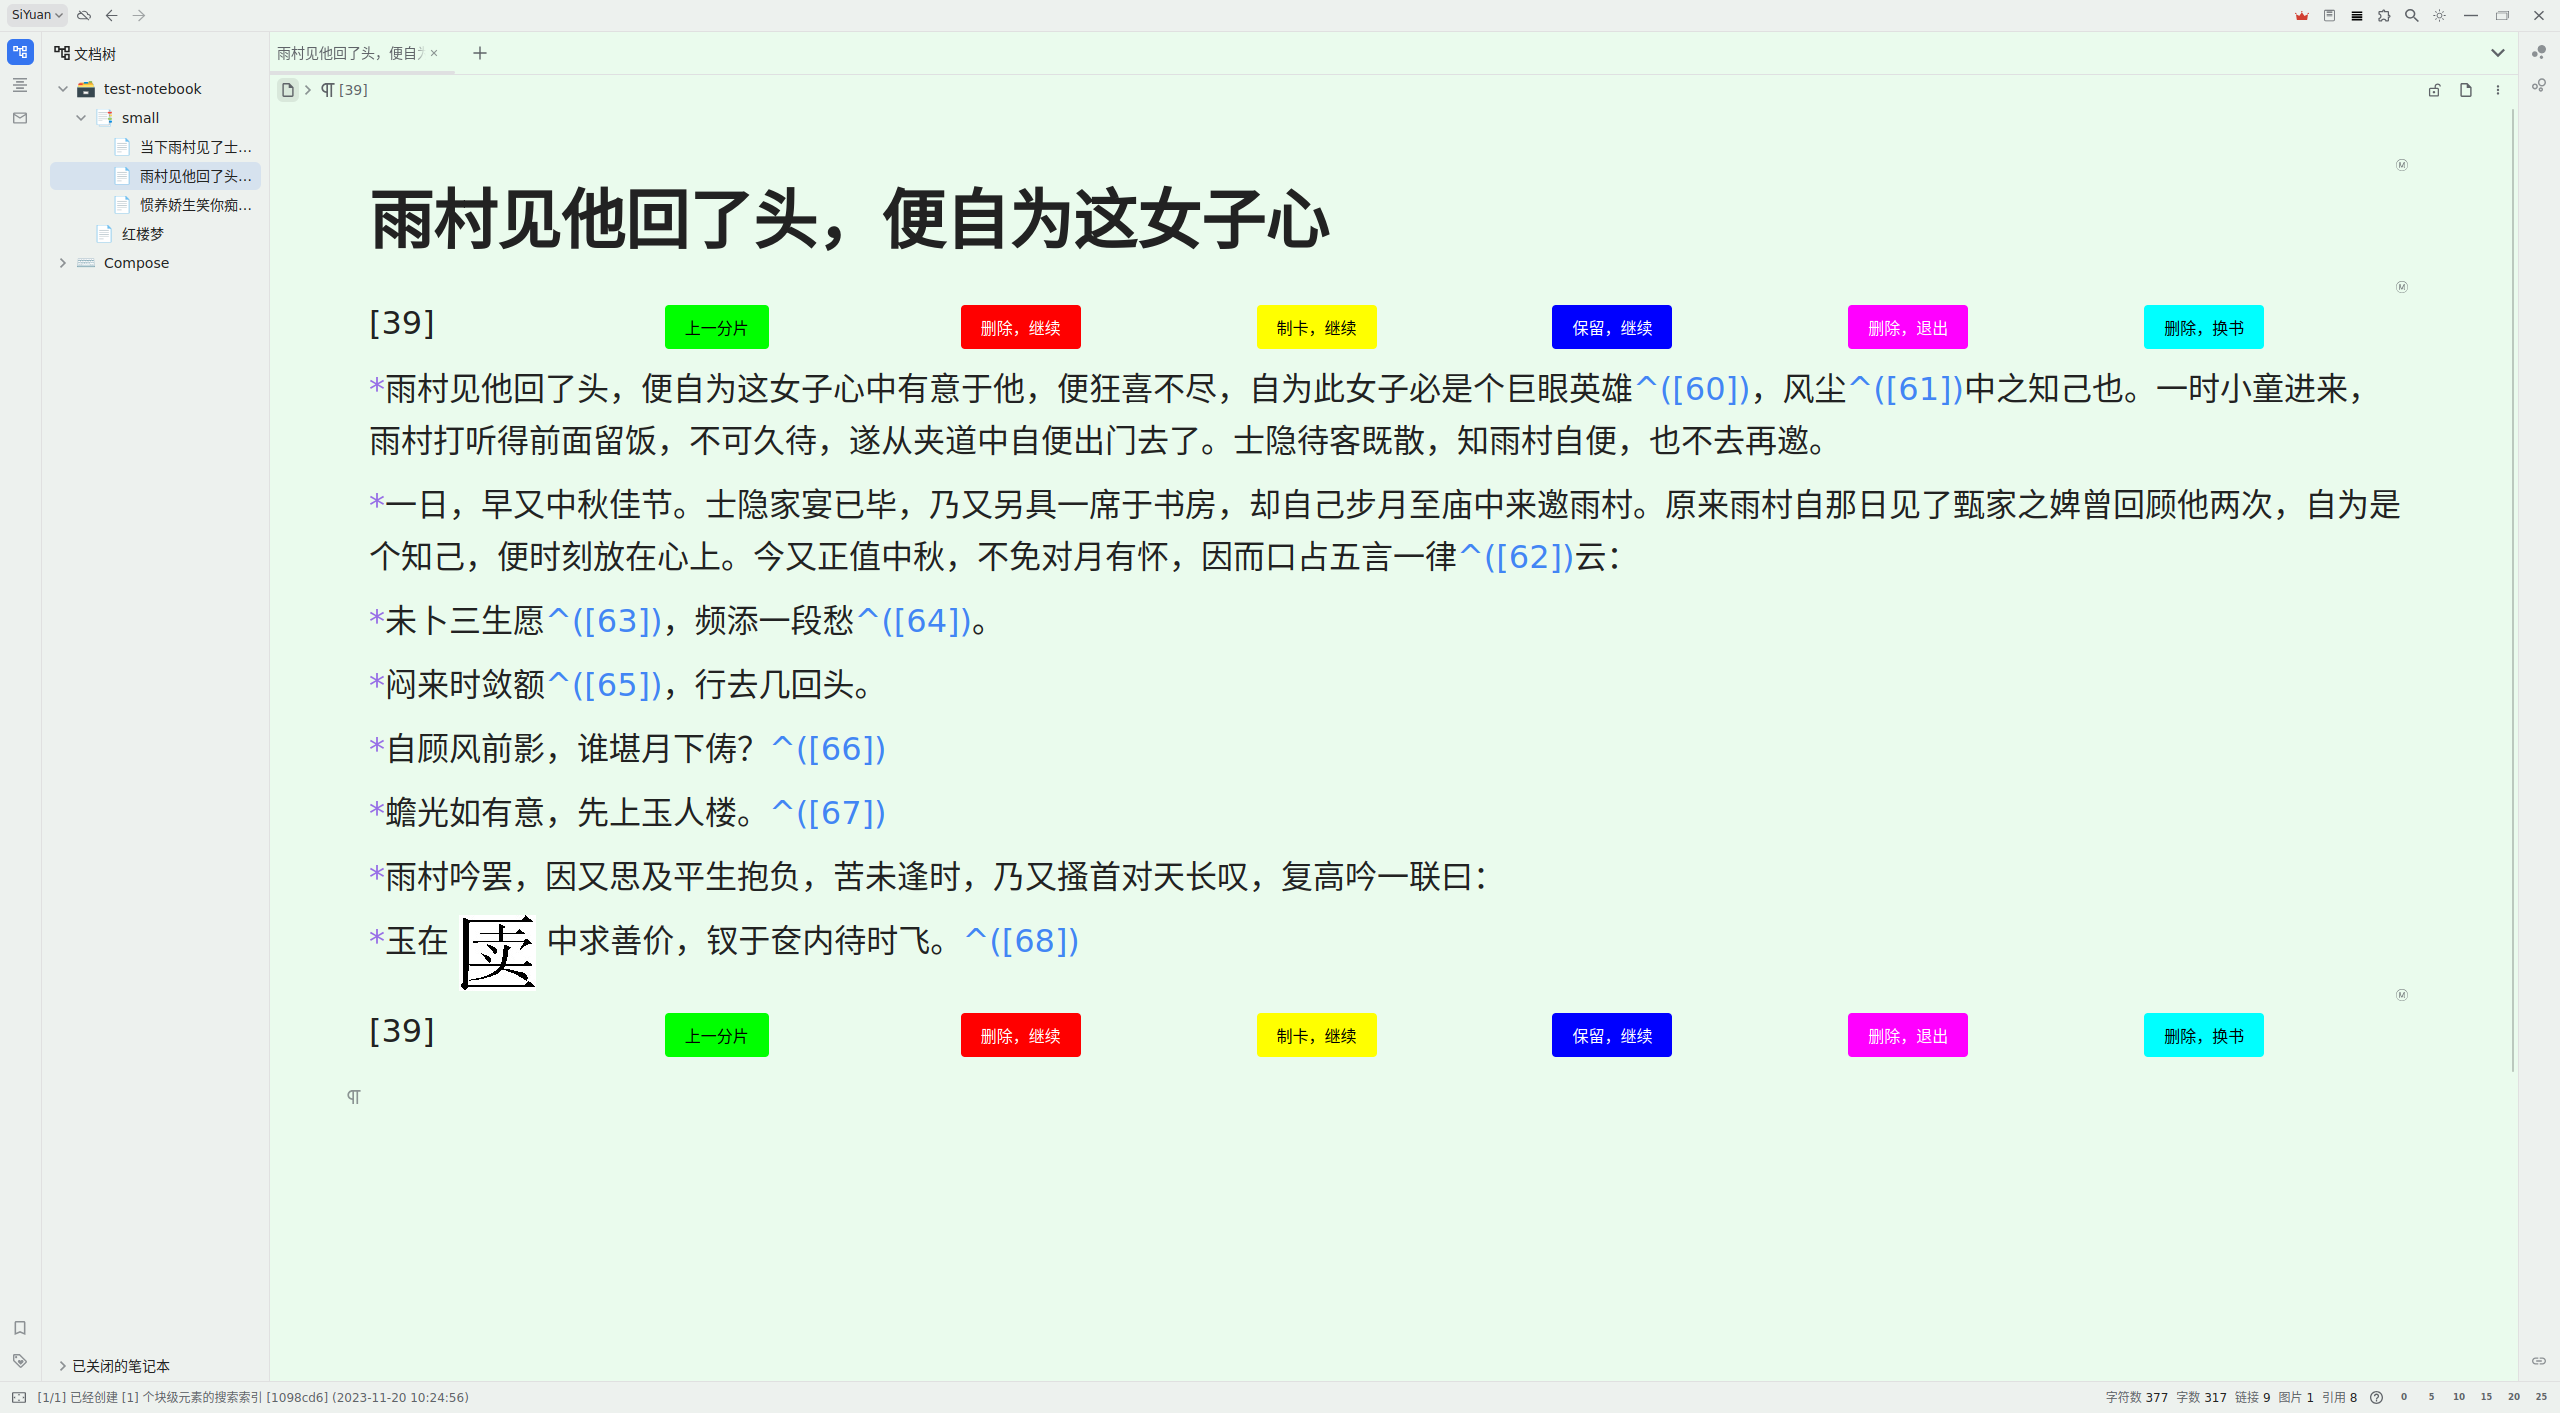 SiYuan
文档树
test-notebook
small
当下雨村见了士...
雨村见他回了头...
惯养娇生笑你痴...
红楼梦
Compose
已关闭的笔记本
雨村见他回了头，便自
[39]
雨村见他回了头，便自为这女子心
[39] 上一分片 删除，继续 制卡，继续 保留，继续 删除，退出 删除，换书
*雨村见他回了头，便自为这女子心中有意于他，便狂喜不尽，自为此女子必是个巨眼英雄^([60])，风尘^([61])中之知己也。一时小童进来，
雨村打听得前面留饭，不可久待，遂从夹道中自便出门去了。士隐待客既散，知雨村自便，也不去再邀。
*一日，早又中秋佳节。士隐家宴已毕，乃又另具一席于书房，却自己步月至庙中来邀雨村。原来雨村自那日见了甄家之婢曾回顾他两次，自为是
个知己，便时刻放在心上。今又正值中秋，不免对月有怀，因而口占五言一律^([62])云：
*未卜三生愿^([63])，频添一段愁^([64])。
*闷来时敛额^([65])，行去几回头。
*自顾风前影，谁堪月下俦？^([66])
*蟾光如有意，先上玉人楼。^([67])
*雨村吟罢，因又思及平生抱负，苦未逢时，乃又搔首对天长叹，复高吟一联曰：
*玉在 匵 中求善价，钗于奁内待时飞。^([68])
[39] 上一分片 删除，继续 制卡，继续 保留，继续 删除，退出 删除，换书
[1/1] 已经创建 [1] 个块级元素的搜索索引 [1098cd6] (2023-11-20 10:24:56)
字符数 377 字数 317 链接 9 图片 1 引用 8 0 5 10 15 20 25